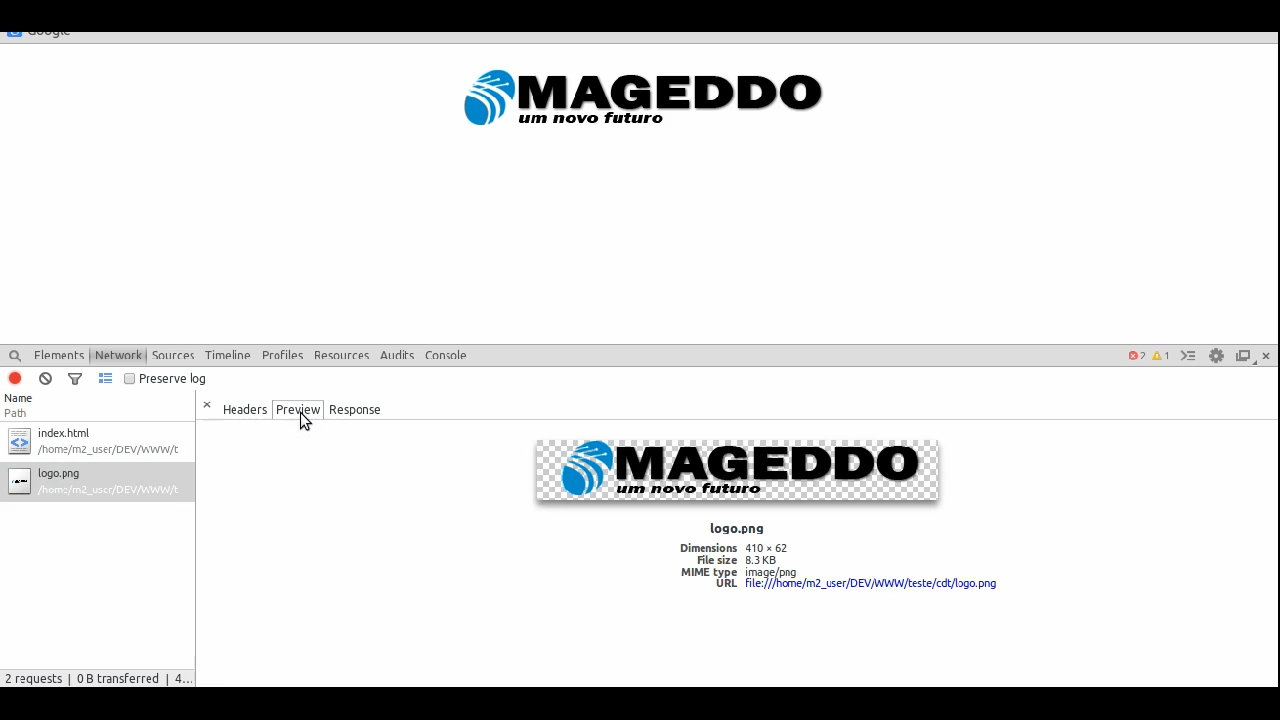 Google
MAGEDDO
um novo futuro
Elements Network Sources Timeline Profiles Resources Audits Console 2 1
Preserve log
Name
Path
× Headers Preview Response
index.html
/home/m2_user/DEV/WWW/t
logo.png
/home/m2_user/DEV/WWW/t
MAGEDDO
um novo futuro
logo.png
Dimensions 410 × 62
File size 8.3 KB
MIME type image/png
URL file:///home/m2_user/DEV/WWW/teste/cdt/logo.png
2 requests | 0 B transferred | 4...